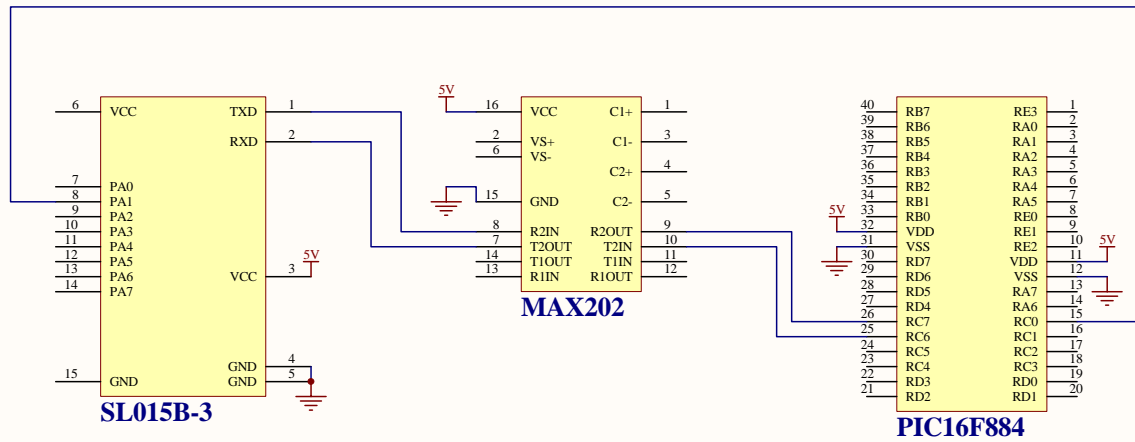 6 VCC TXD 1
RXD 2
7 PA0
8 PA1
9 PA2
10 PA3
11 PA4
12 PA5
13 PA6 VCC 3 5V
14 PA7
GND 4
15 GND GND 5
SL015B-3
5V 16 VCC C1+ 1
2 VS+ C1- 3
6 VS-
C2+ 4
15 GND C2- 5
8 R2IN R2OUT 9
7 T2OUT T2IN 10
14 T1OUT T1IN 11
13 R1IN R1OUT 12
MAX202
40 RB7 RE3 1
39 RB6 RA0 2
38 RB5 RA1 3
37 RB4 RA2 4
36 RB3 RA3 5
35 RB2 RA4 6
34 RB1 RA5 7
33 RB0 RE0 8
5V 32 VDD RE1 9
31 VSS RE2 10
30 RD7 VDD 11 5V
29 RD6 VSS 12
28 RD5 RA7 13
27 RD4 RA6 14
26 RC7 RC0 15
25 RC6 RC1 16
24 RC5 RC2 17
23 RC4 RC3 18
22 RD3 RD0 19
21 RD2 RD1 20
PIC16F884